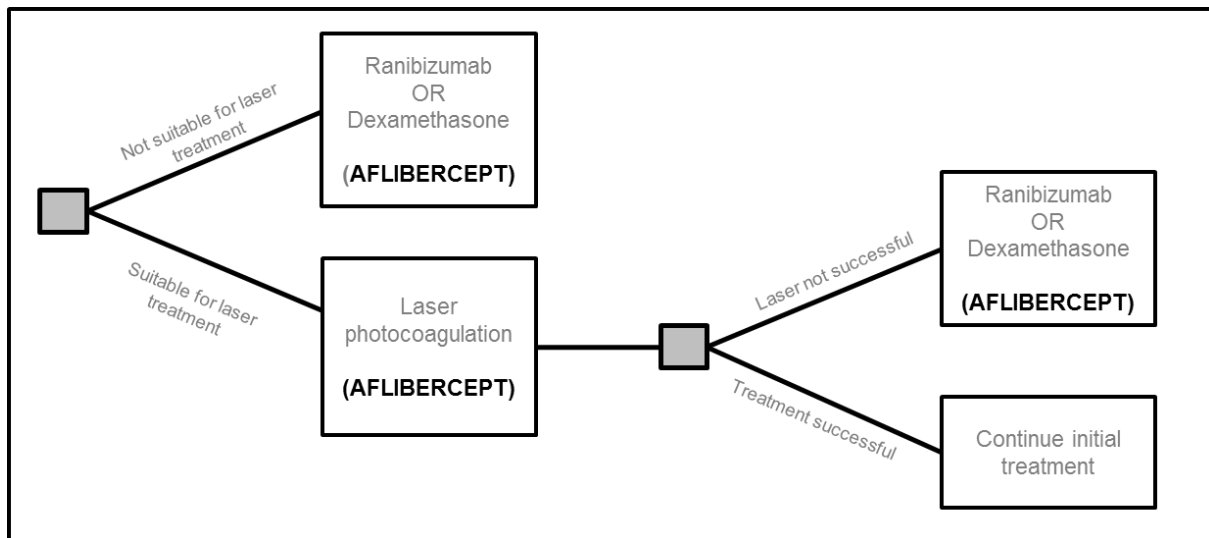 Not suitable for laser
treatment
Ranibizumab
OR
Dexamethasone
(AFLIBERCEPT)
Suitable for laser
treatment
Laser
photocoagulation
(AFLIBERCEPT)
Laser not successful
Ranibizumab
OR
Dexamethasone
(AFLIBERCEPT)
Treatment successful
Continue initial
treatment